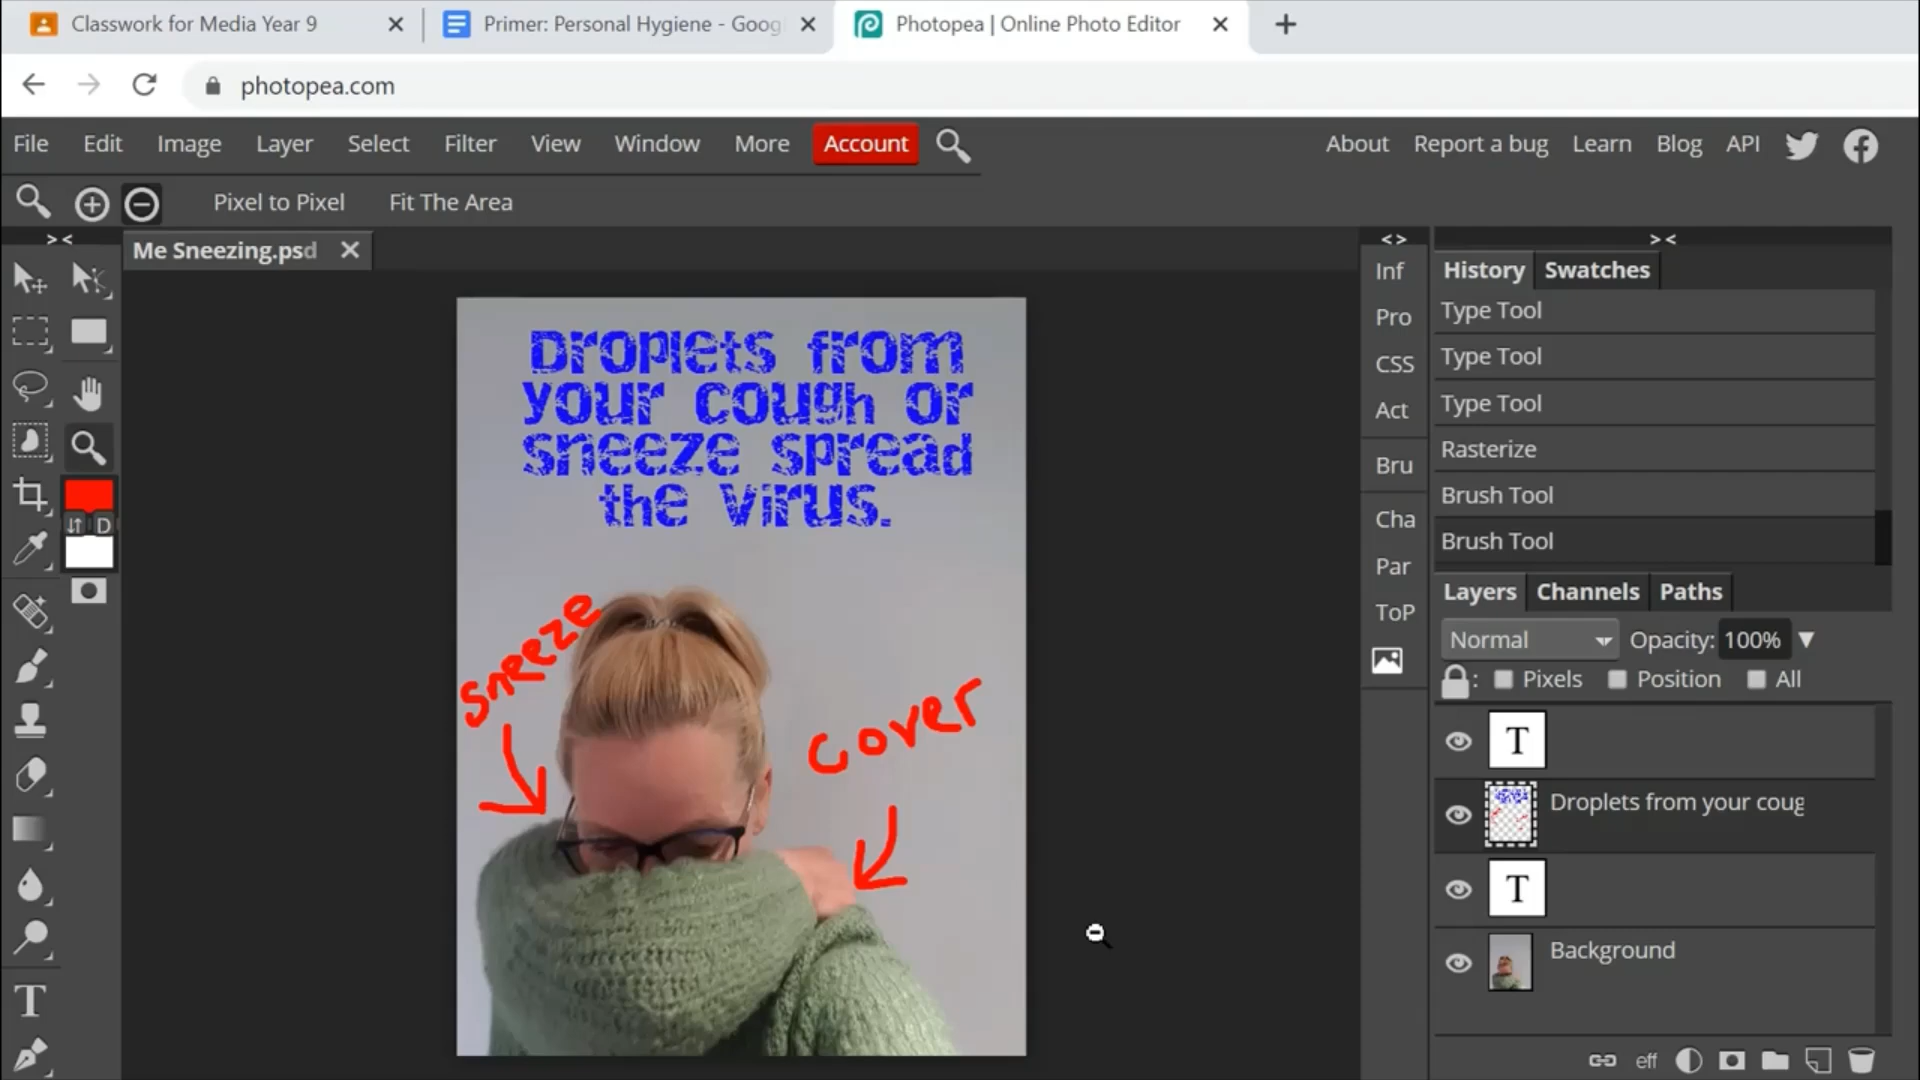 Classwork for Media Year 9
Primer: Personal Hygiene - Goog
Photopea | Online Photo Editor
photopea.com
File Edit Image Layer Select Filter View Window More Account
About Report a bug Learn Blog API
Pixel to Pixel Fit The Area
Me Sneezing.psd
Droplets from
your cough or
sneeze spread
the Virus.
sneeze
cover
D
T
Inf
Pro
CSS
Act
Bru
Cha
Par
ToP
History Swatches
Type Tool
Type Tool
Type Tool
Rasterize
Brush Tool
Brush Tool
Layers Channels Paths
Normal Opacity: 100%
: Pixels Position All
T
Droplets from your coug
T
Background
eff